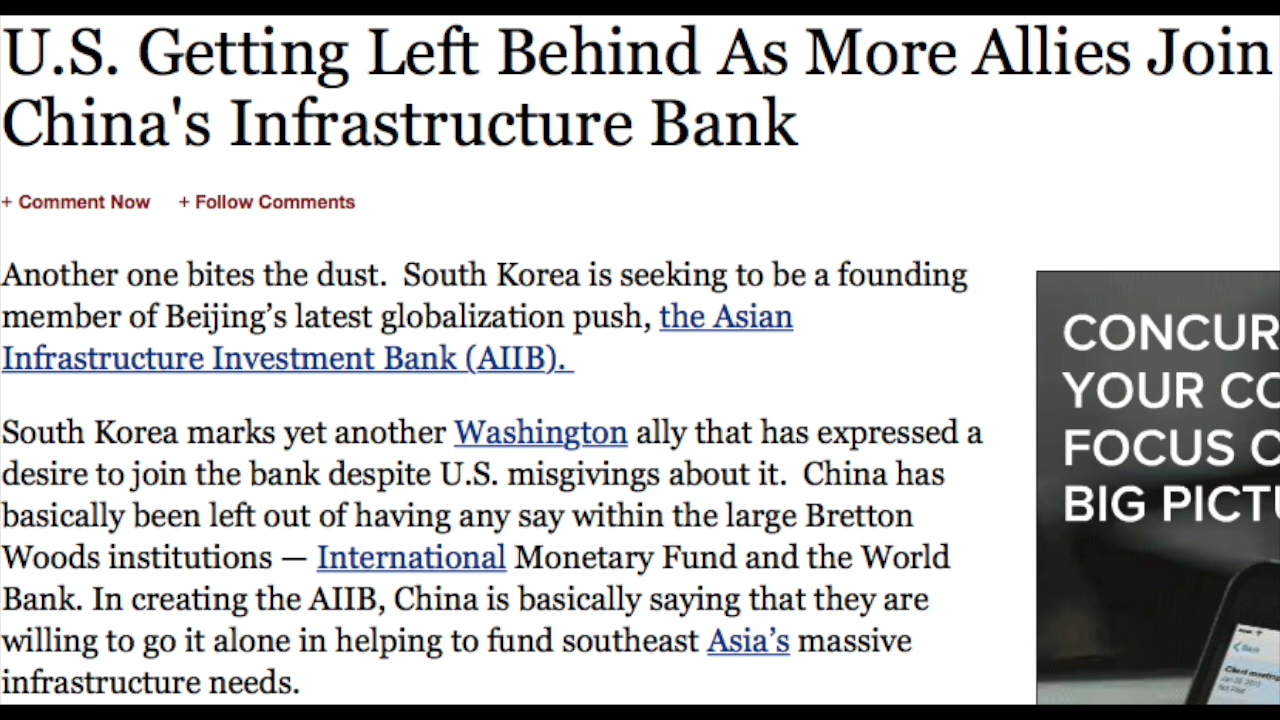 U.S. Getting Left Behind As More Allies Join
China's Infrastructure Bank
+ Comment Now + Follow Comments
Another one bites the dust. South Korea is seeking to be a founding
member of Beijing’s latest globalization push, the Asian
Infrastructure Investment Bank (AIIB).
South Korea marks yet another Washington ally that has expressed a
desire to join the bank despite U.S. misgivings about it. China has
basically been left out of having any say within the large Bretton
Woods institutions — International Monetary Fund and the World
Bank. In creating the AIIB, China is basically saying that they are
willing to go it alone in helping to fund southeast Asia’s massive
infrastructure needs.
CONCUR
YOUR CO
FOCUS O
BIG PICTU
Back
Client meeting